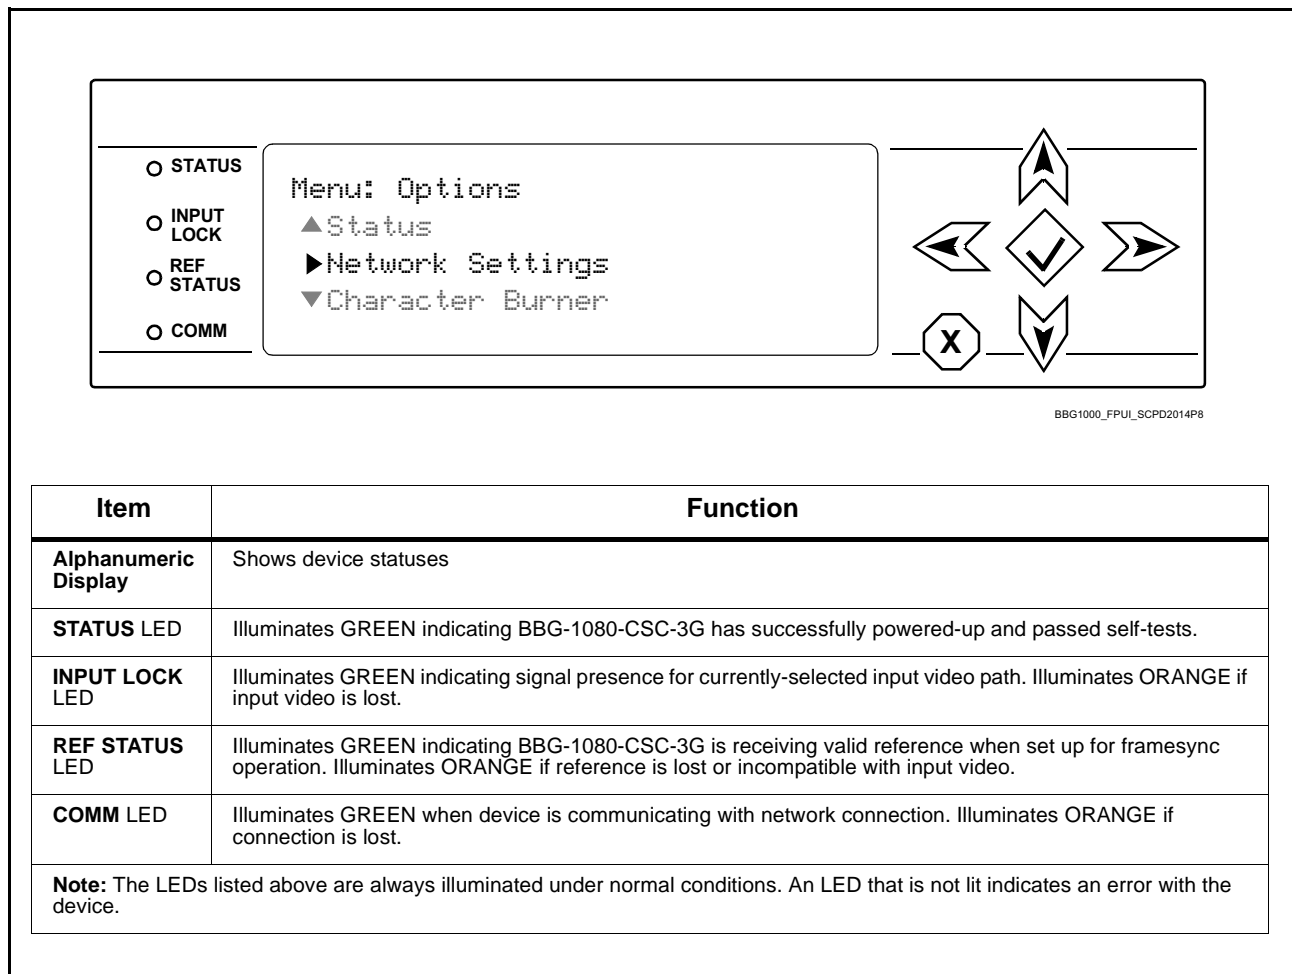 STATUS
INPUT
LOCK
REF
STATUS
COMM
Menu: Options
▲Status
▶Network Settings
▼Character Burner
X
BBG1000_FPUI_SCPD2014P8
Item Function
Alphanumeric
Display
Shows device statuses
STATUS LED
Illuminates GREEN indicating BBG-1080-CSC-3G has successfully powered-up and passed self-tests.
INPUT LOCK
LED
Illuminates GREEN indicating signal presence for currently-selected input video path. Illuminates ORANGE if
input video is lost.
REF STATUS
LED
Illuminates GREEN indicating BBG-1080-CSC-3G is receiving valid reference when set up for framesync
operation. Illuminates ORANGE if reference is lost or incompatible with input video.
COMM LED
Illuminates GREEN when device is communicating with network connection. Illuminates ORANGE if
connection is lost.
Note: The LEDs listed above are always illuminated under normal conditions. An LED that is not lit indicates an error with the
device.